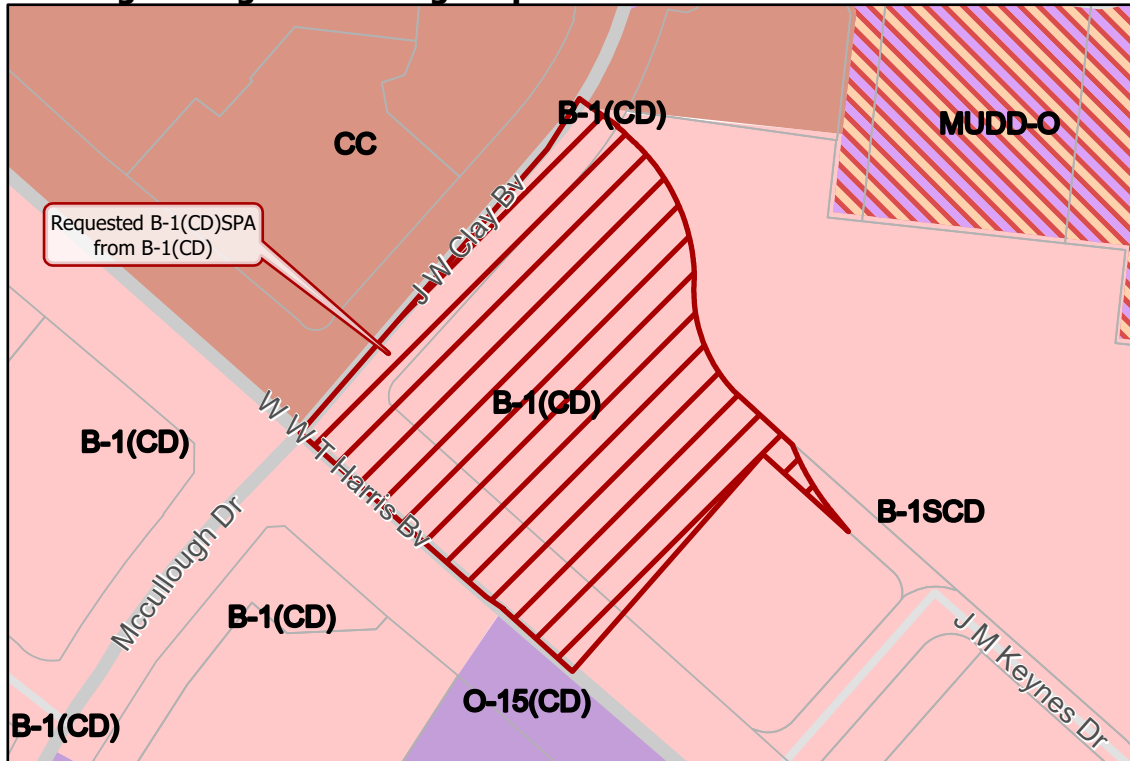 B-1(CD)
MUDD-O
CC
J W Clay Bv
Requested B-1(CD)SPA
from B-1(CD)
B-1(CD)
W W T Harris Bv
B-1(CD)
Mccullough Dr
B-1SCD
B-1(CD)
J M Keynes Dr
O-15(CD)
B-1(CD)